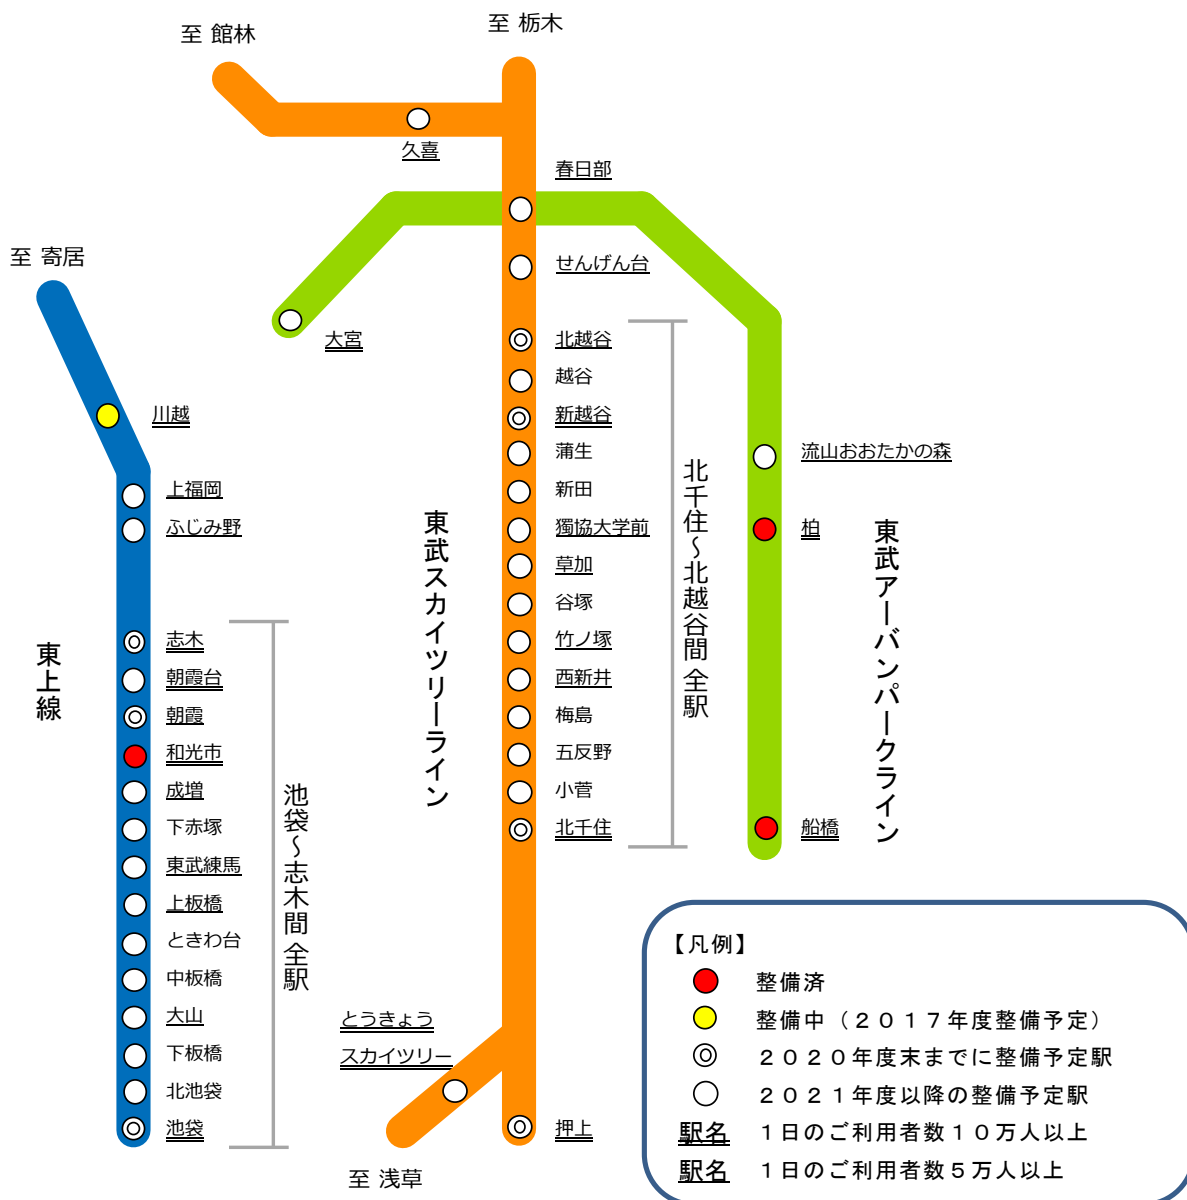 至 館林
至 栃木
久喜
春日部
せんげん台
至 寄居
大宮
北越谷
越谷
新越谷
蒲生
新田
獨協大学前
草加
谷塚
竹ノ塚
西新井
梅島
五反野
小菅
北千住
川越
上福岡
ふじみ野
志木
朝霞台
朝霞
和光市
成増
下赤塚
東武練馬
上板橋
ときわ台
中板橋
大山
下板橋
北池袋
池袋
東上線
池袋～志木間 全駅
東武スカイツリーライン
北千住～北越谷間 全駅
流山おおたかの森
柏
船橋
東武アーバンパークライン
とうきょう
スカイツリー
押上
至 浅草
【凡例】
整備済
整備中（２０１７年度整備予定）
２０２０年度末までに整備予定駅
２０２１年度以降の整備予定駅
駅名 １日のご利用者数１０万人以上
駅名 １日のご利用者数５万人以上